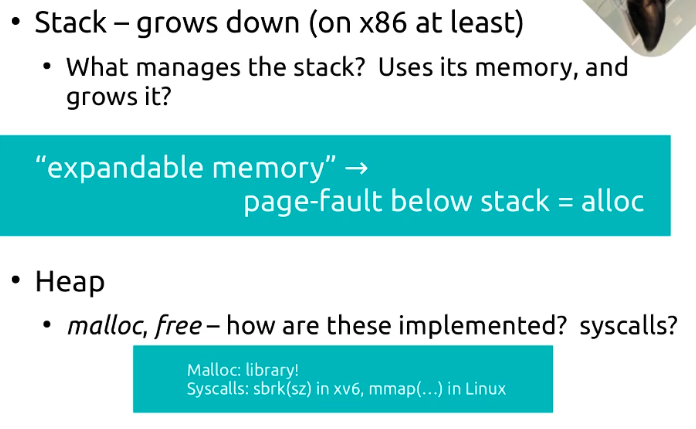 • Stack – grows down (on x86 at least)
• What manages the stack?  Uses its memory, and
grows it?
“expandable memory” →
page-fault below stack = alloc
• Heap
• malloc, free – how are these implemented?  syscalls?
Malloc: library!
Syscalls: sbrk(sz) in xv6, mmap(…) in Linux